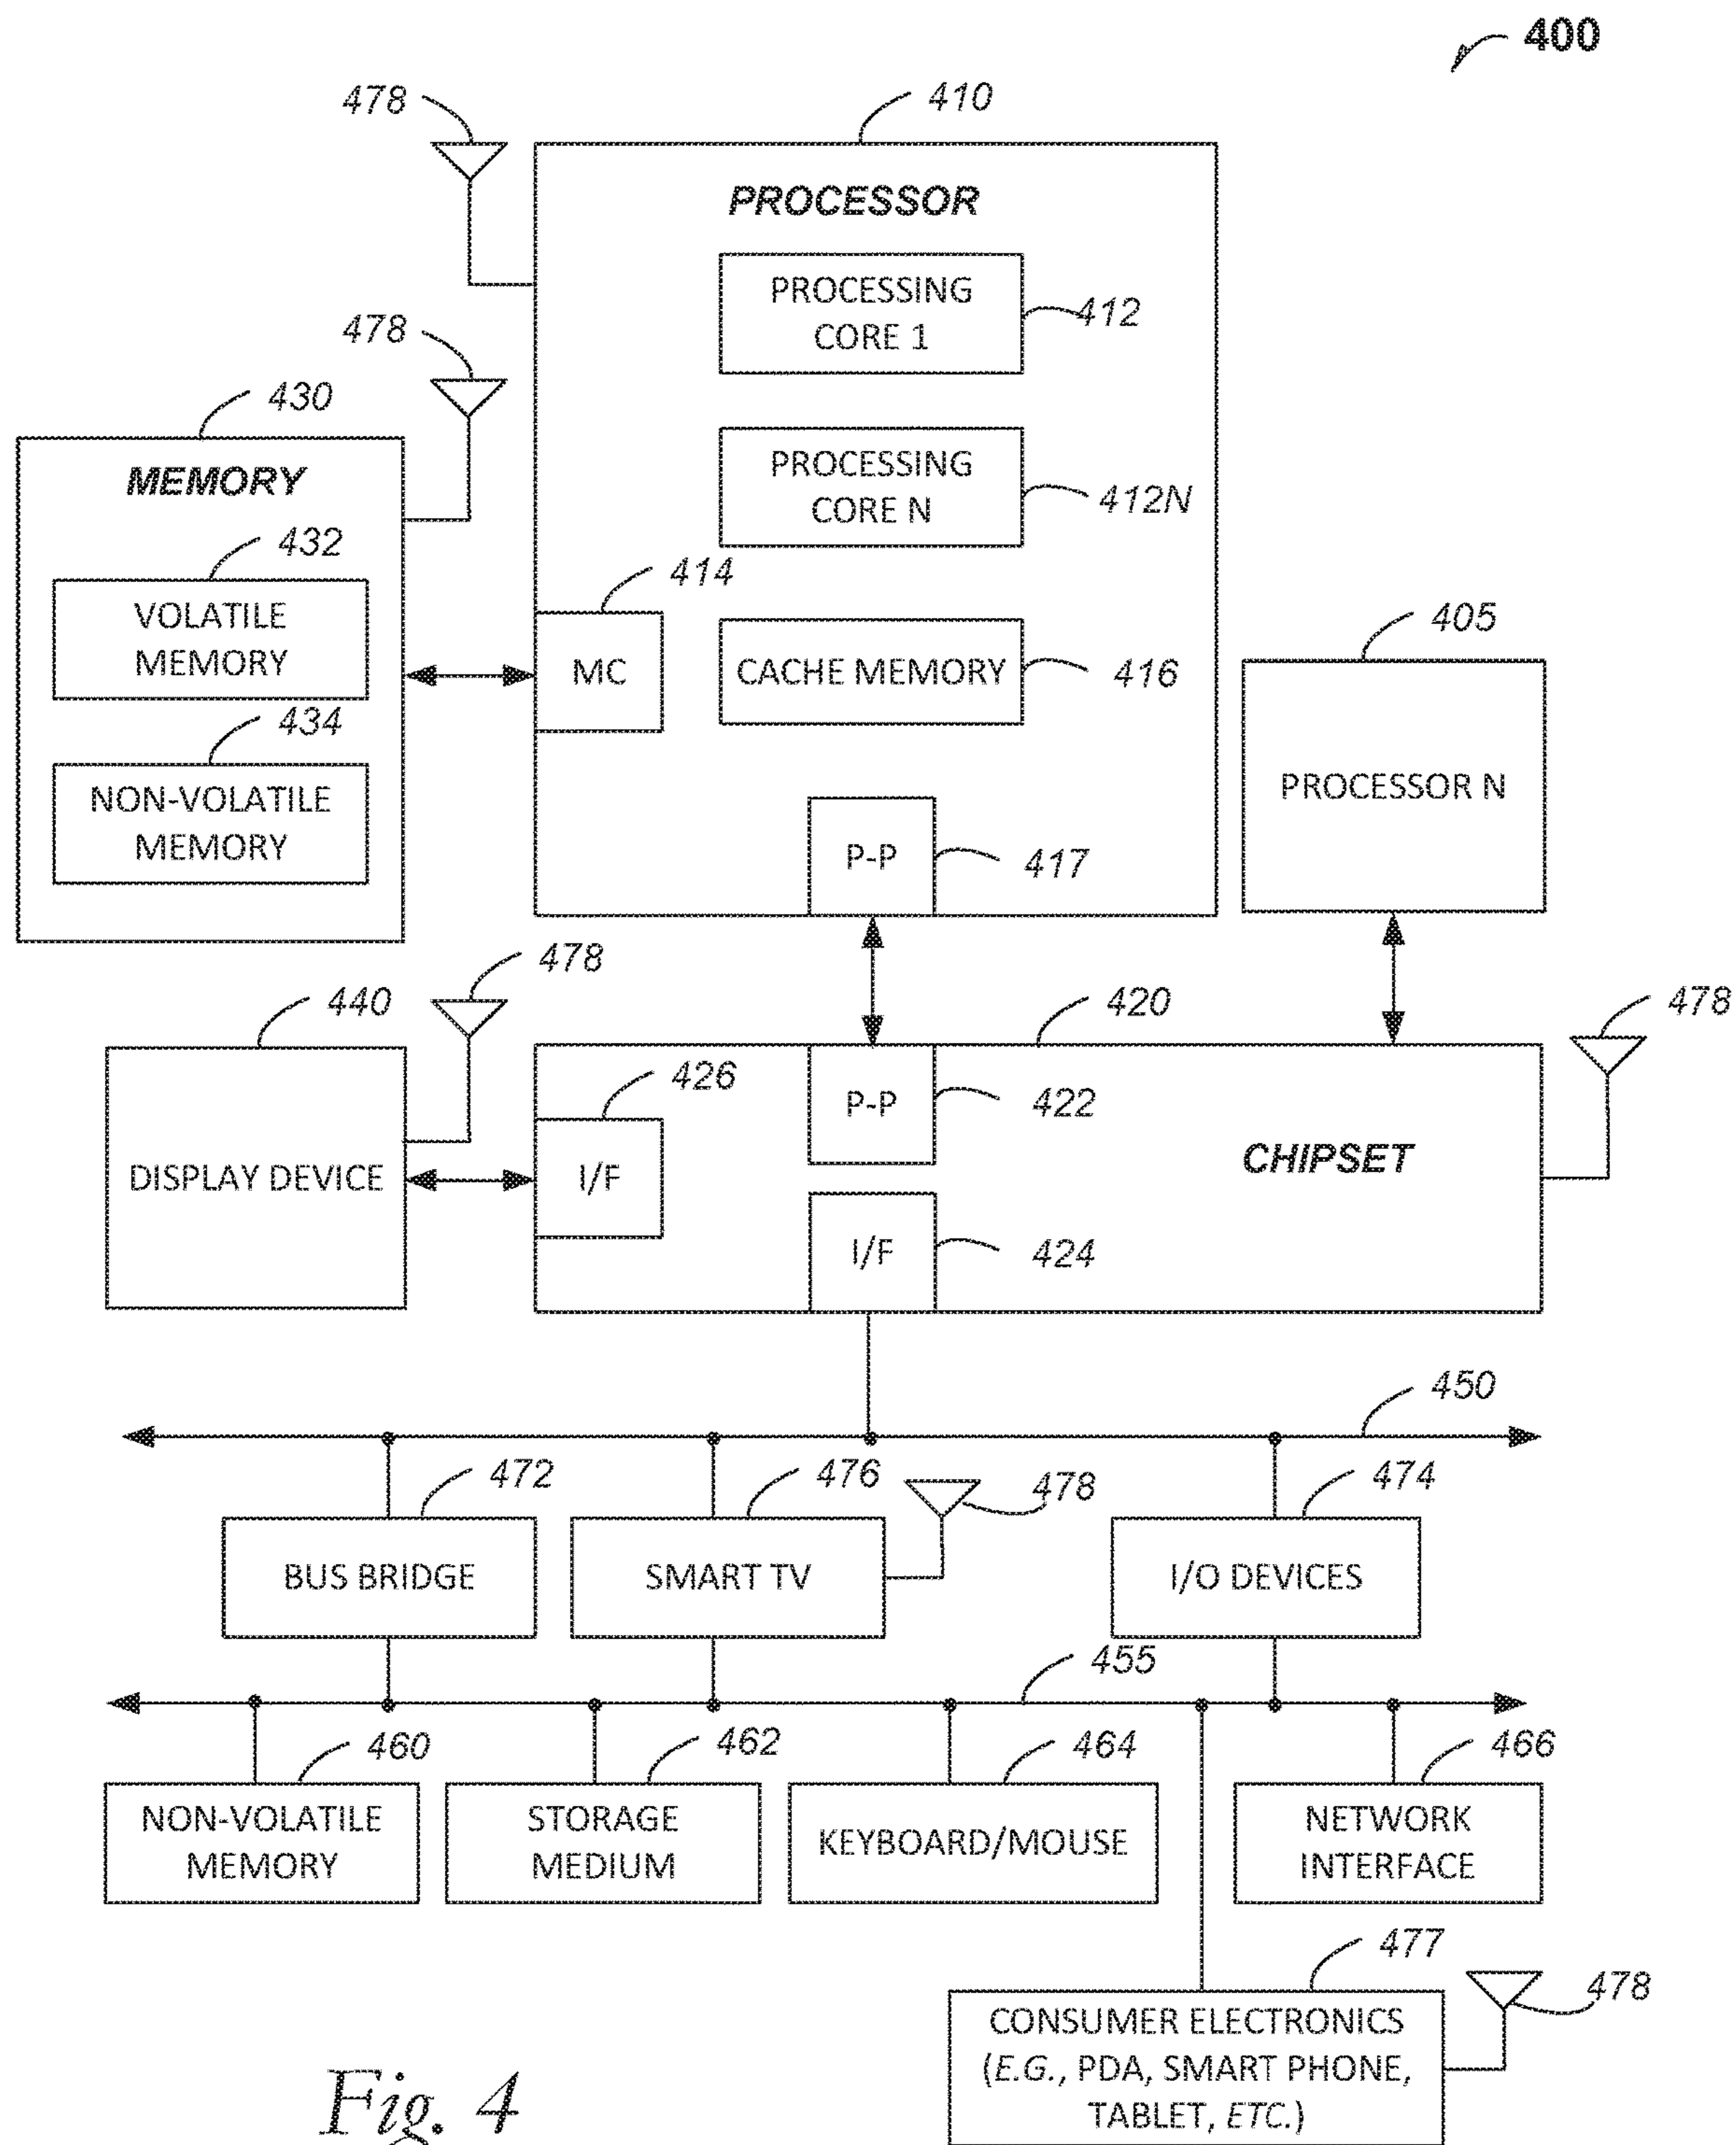 400
478
410
PROCESSOR
PROCESSING
CORE 1
412
478
430
MEMORY
PROCESSING
CORE N
412N
432
VOLATILE
MEMORY
414
MC
CACHE MEMORY
416
405
PROCESSOR N
434
NON-VOLATILE
MEMORY
P-P
417
478
440
420
478
DISPLAY DEVICE
426
I/F
P-P
422
CHIPSET
I/F
424
450
472
476
478
474
BUS BRIDGE
SMART TV
I/O DEVICES
455
460
462
464
466
NON-VOLATILE
MEMORY
STORAGE
MEDIUM
KEYBOARD/MOUSE
NETWORK
INTERFACE
477
478
CONSUMER ELECTRONICS
(E.G., PDA, SMART PHONE,
TABLET, ETC.)
Fig. 4